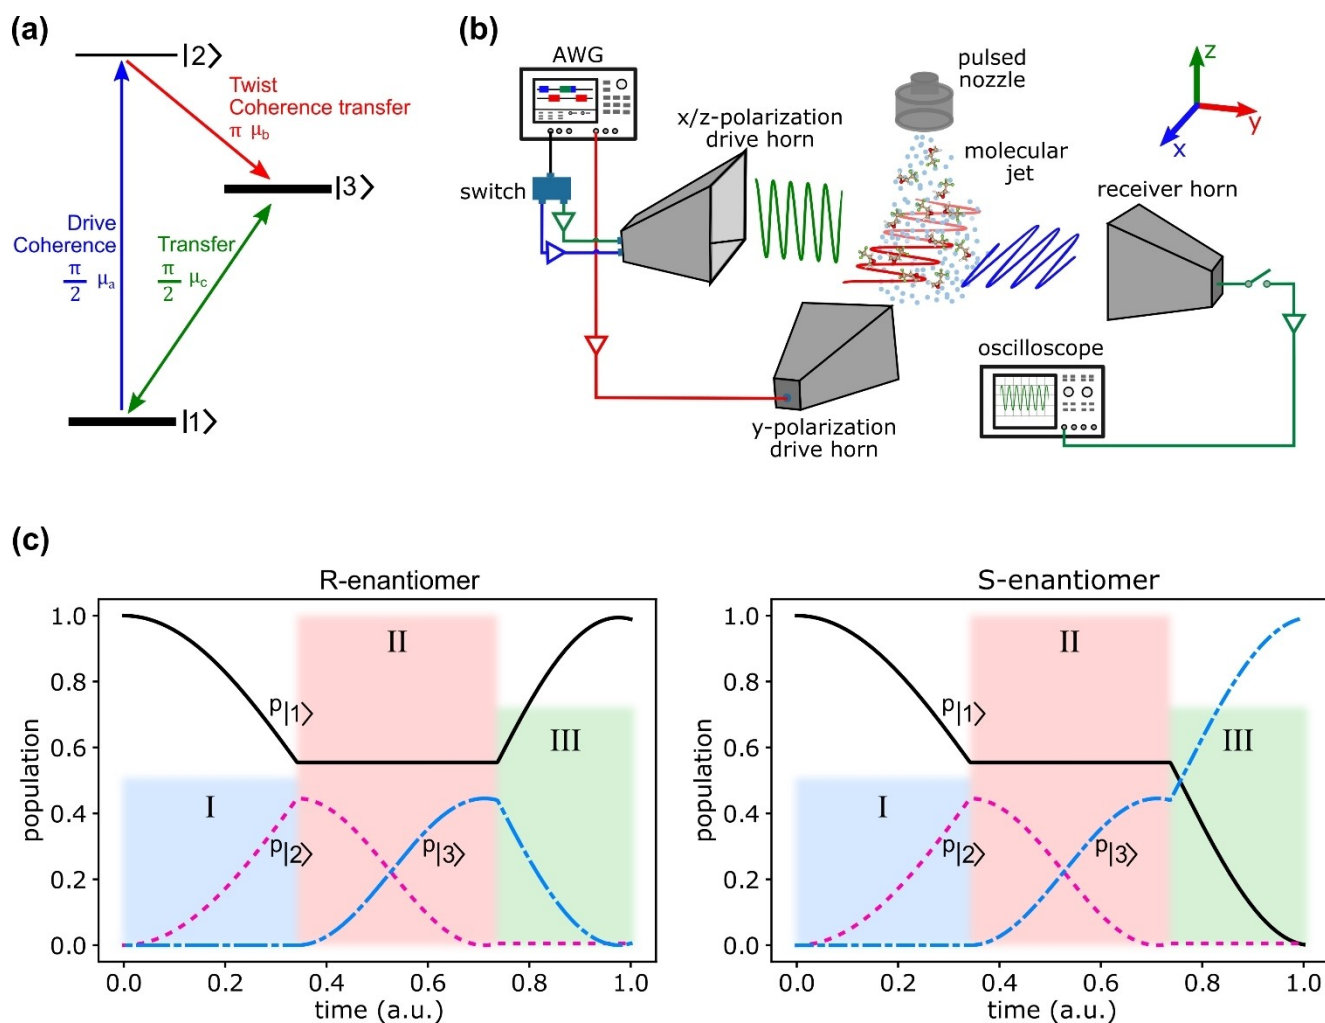 (a)
|2⟩
Twist
Coherence transfer
π μb
|3⟩
Drive
Coherence
π/2 μa
Transfer
π/2 μc
|1⟩
(b)
AWG
pulsed
nozzle
z
y
x
x/z-polarization
drive horn
molecular
jet
receiver horn
switch
oscilloscope
y-polarization
drive horn
(c)
R-enantiomer
1.0
0.8
0.6
0.4
0.2
0.0
population
I
II
III
p|1⟩
p|2⟩
p|3⟩
0.0 0.2 0.4 0.6 0.8 1.0
time (a.u.)
S-enantiomer
1.0
0.8
0.6
0.4
0.2
0.0
population
I
II
III
p|1⟩
p|2⟩
p|3⟩
0.0 0.2 0.4 0.6 0.8 1.0
time (a.u.)